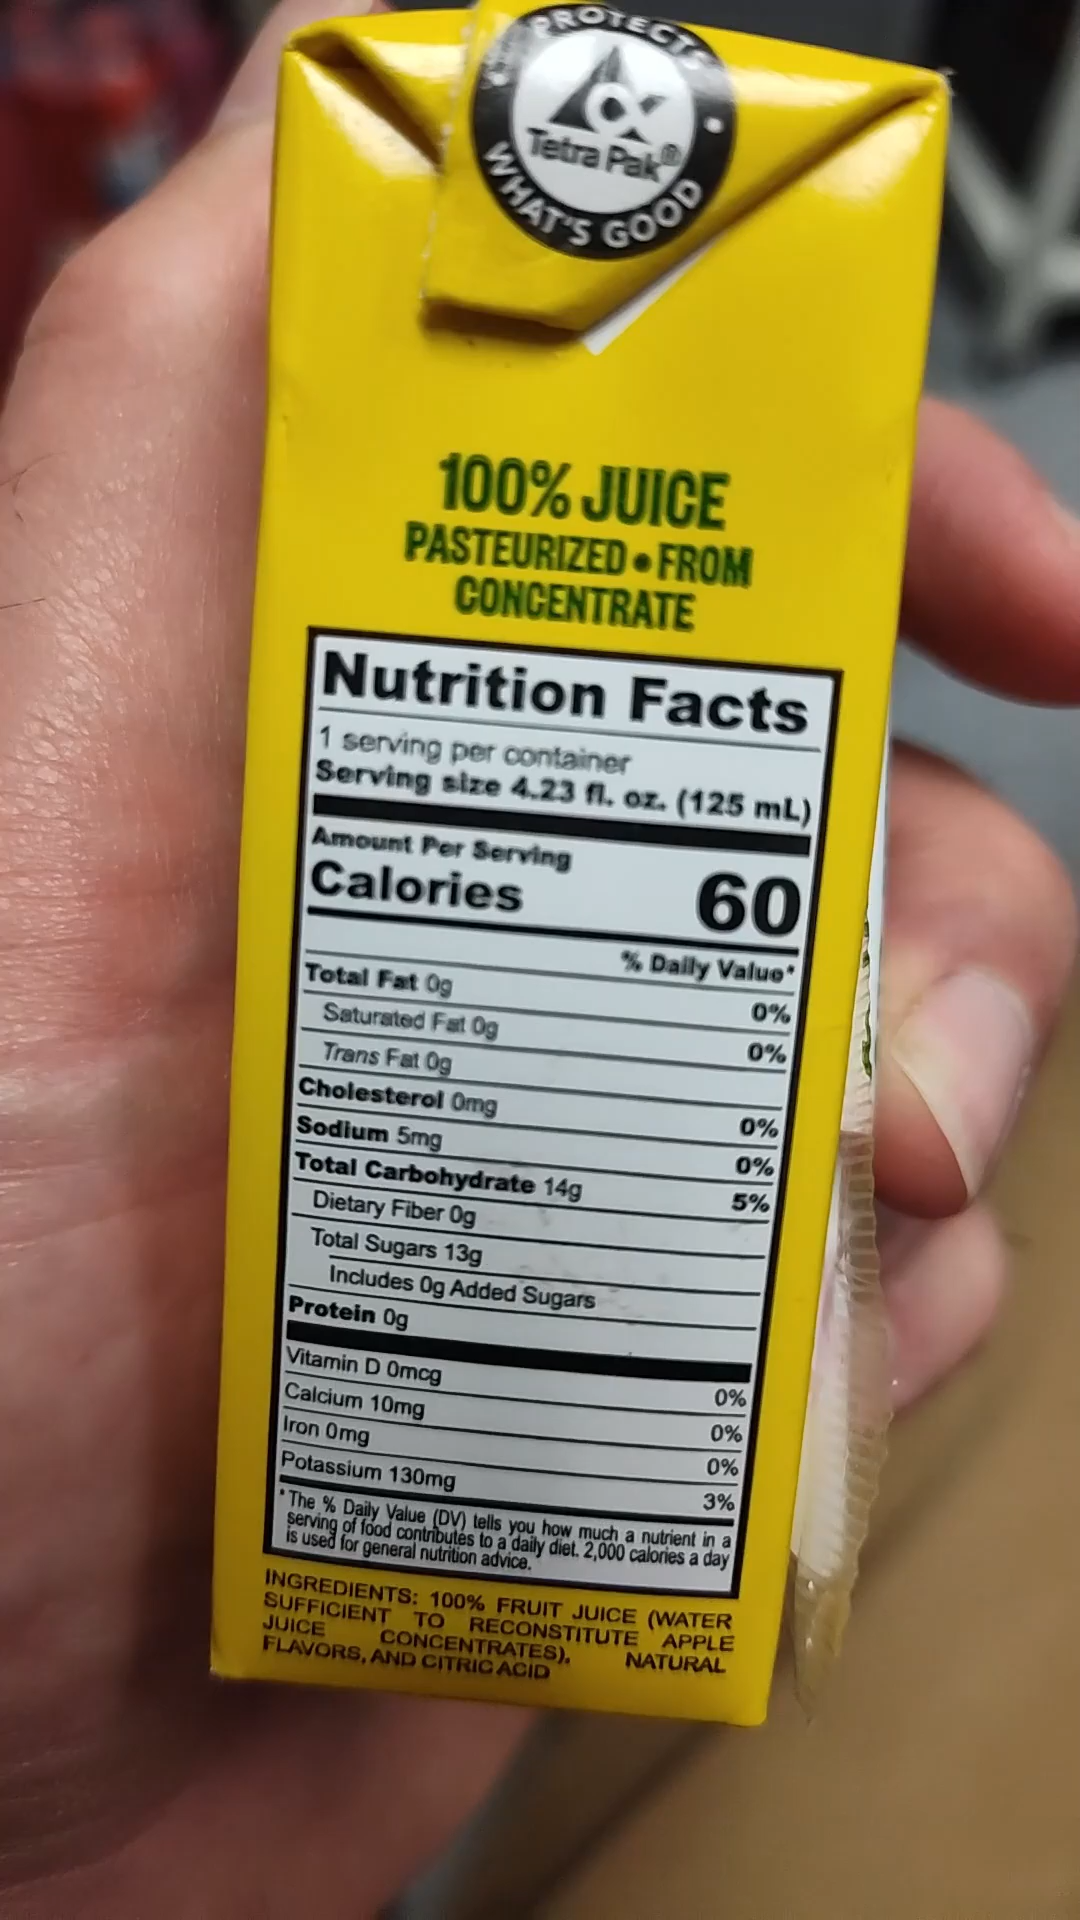 PROTECTS
Tetra Pak®
WHAT'S GOOD
100% JUICE
PASTEURIZED • FROM
CONCENTRATE
Nutrition Facts
1 serving per container
Serving size 4.23 fl. oz. (125 mL)
Amount Per Serving
Calories 60
% Daily Value*
Total Fat 0g 0%
Saturated Fat 0g 0%
Trans Fat 0g
Cholesterol 0mg 0%
Sodium 5mg 0%
Total Carbohydrate 14g 5%
Dietary Fiber 0g
Total Sugars 13g
Includes 0g Added Sugars
Protein 0g
Vitamin D 0mcg 0%
Calcium 10mg 0%
Iron 0mg 0%
Potassium 130mg 3%
*The % Daily Value (DV) tells you how much a nutrient in a
serving of food contributes to a daily diet. 2,000 calories a day
is used for general nutrition advice.
INGREDIENTS: 100% FRUIT JUICE (WATER
SUFFICIENT TO RECONSTITUTE APPLE
JUICE CONCENTRATES), NATURAL
FLAVORS, AND CITRIC ACID